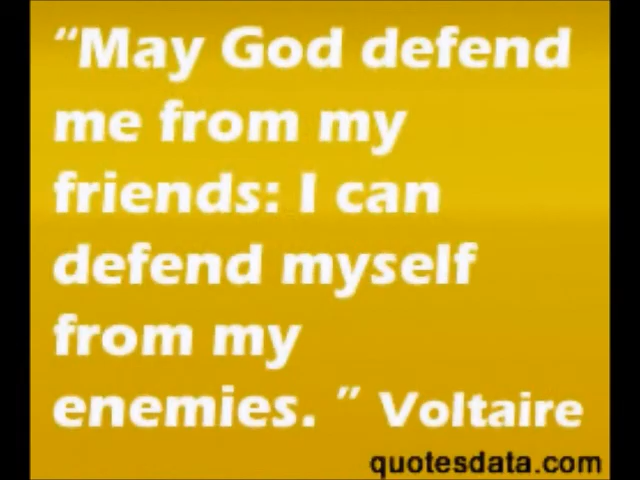 “May God defend
me from my
friends: I can
defend myself
from my
enemies. ” Voltaire
quotesdata.com